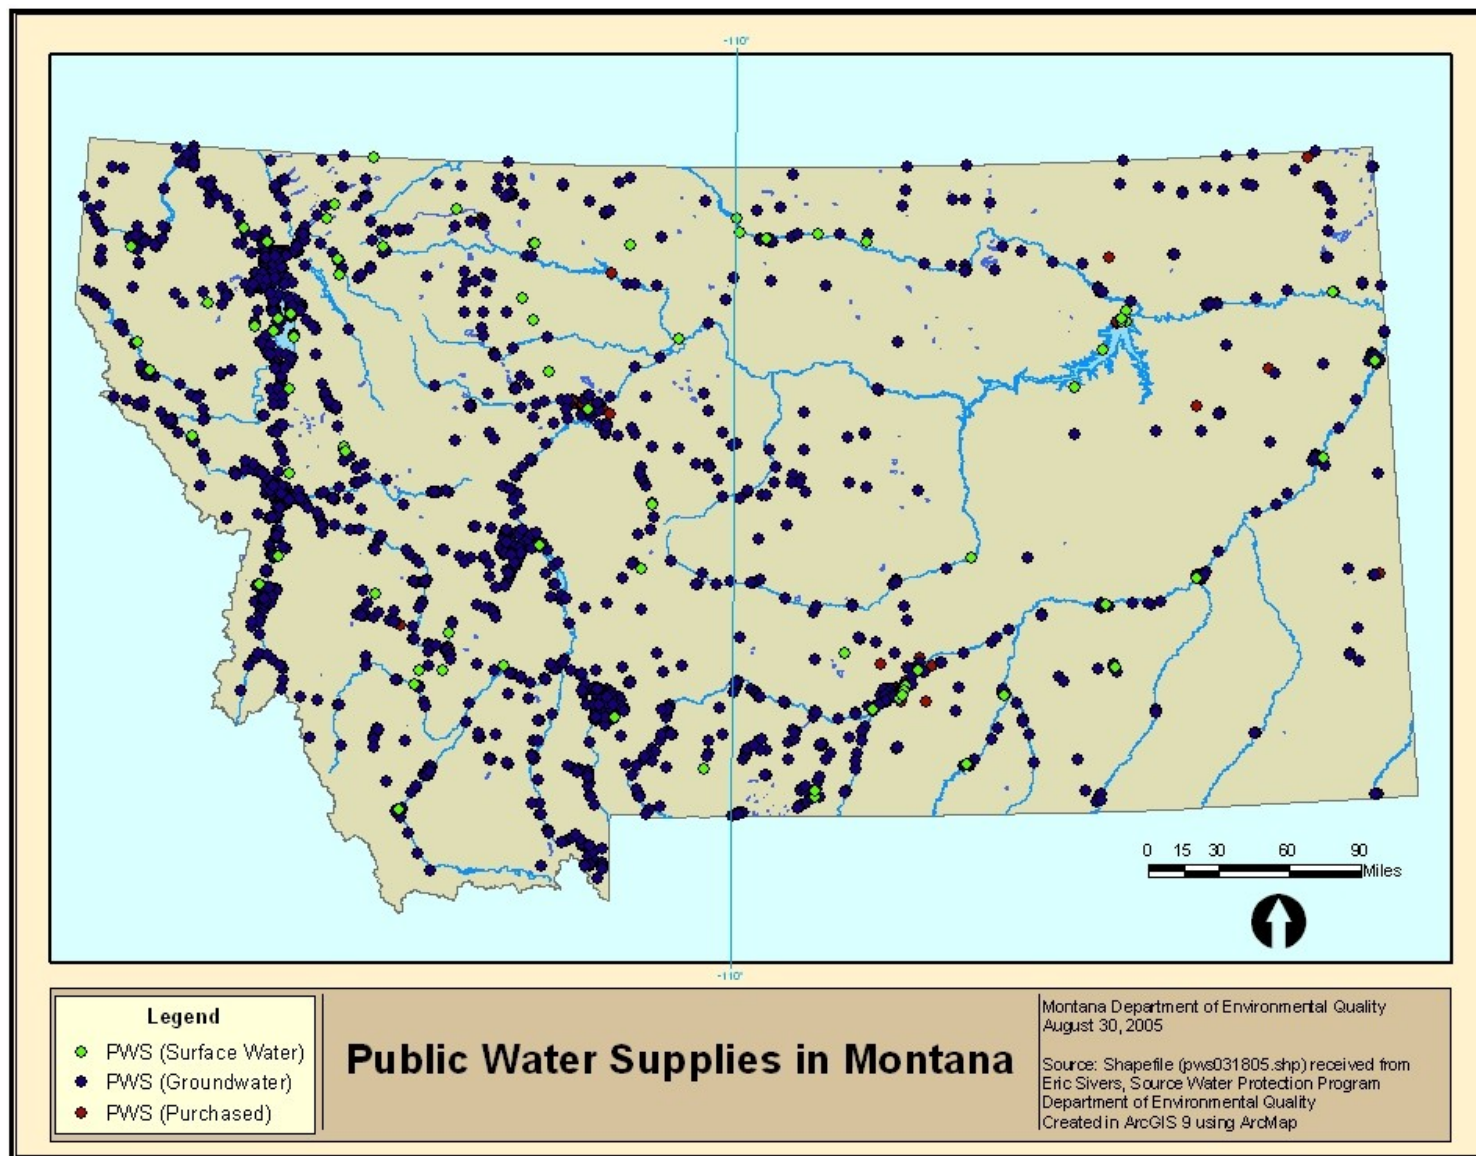 -110°
0 15 30 60 90
Miles
-110°
Legend
PWS (Surface Water)
PWS (Groundwater)
PWS (Purchased)
Public Water Supplies in Montana
Montana Department of Environmental Quality
August 30, 2005
Source: Shapefile (pws031805.shp) received from
Eric Sivers, Source Water Protection Program
Department of Environmental Quality
Created in ArcGIS 9 using ArcMap